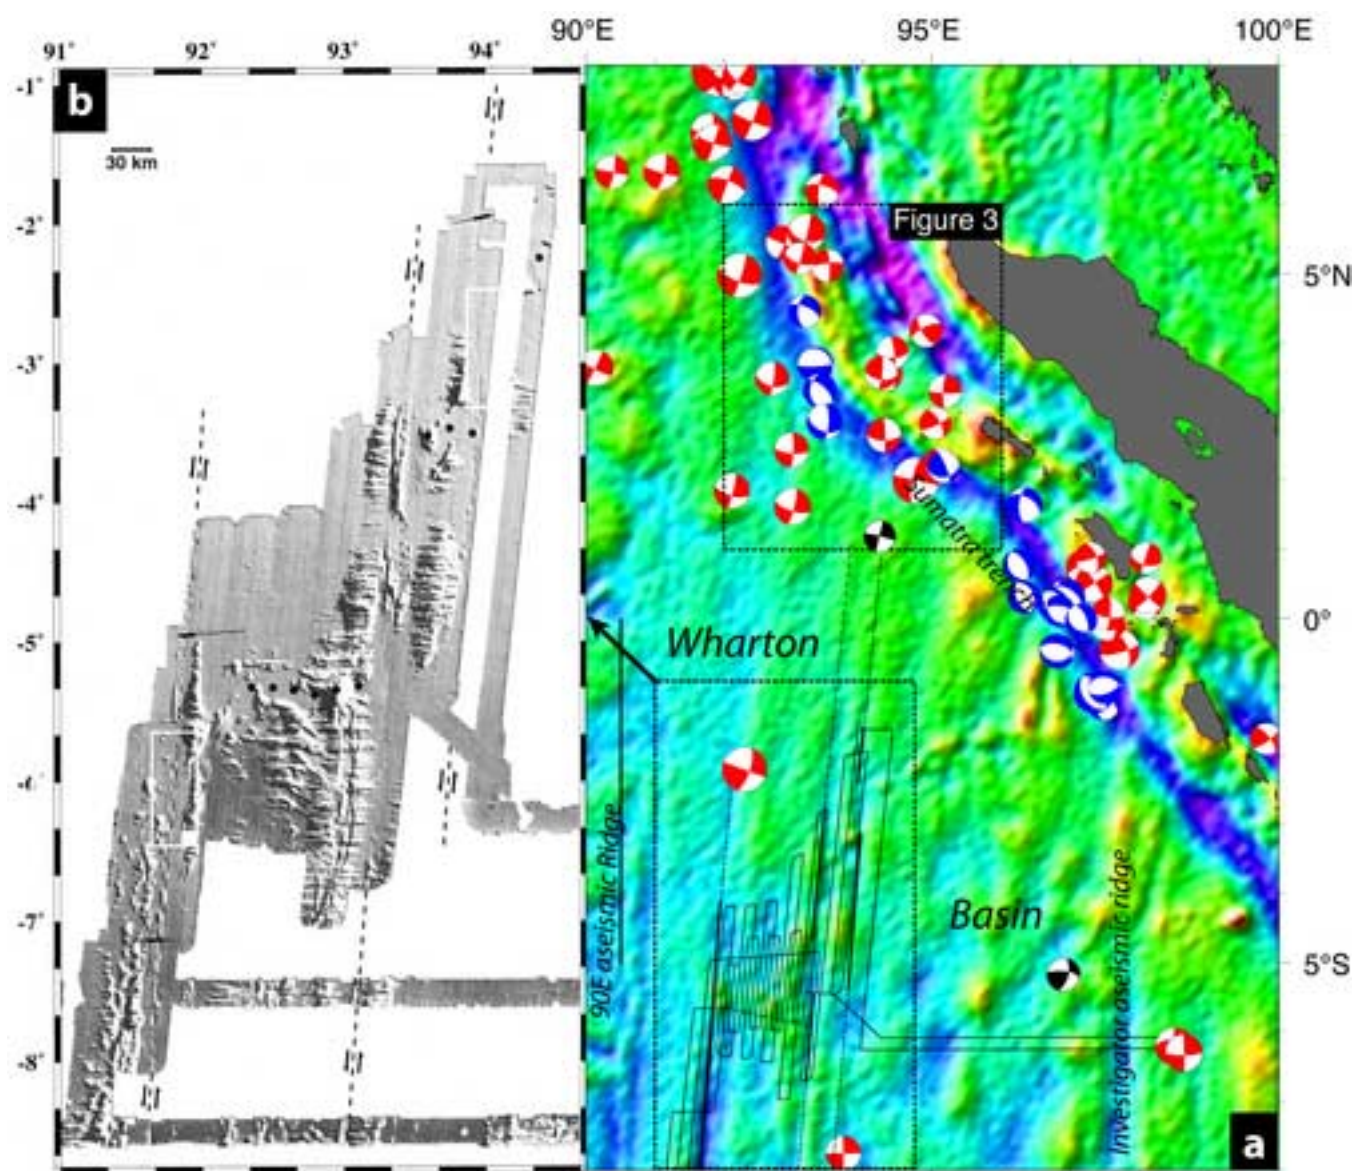 90°E 95°E 100°E
91° 92° 93° 94°
b
-1°
30 km
-2°
-3°
-4°
-5°
-6°
-7°
-8°
Figure 3
5°N
Sumatra trench
0°
Wharton
90E aseismic Ridge
Basin
Investigator aseismic ridge
5°S
a